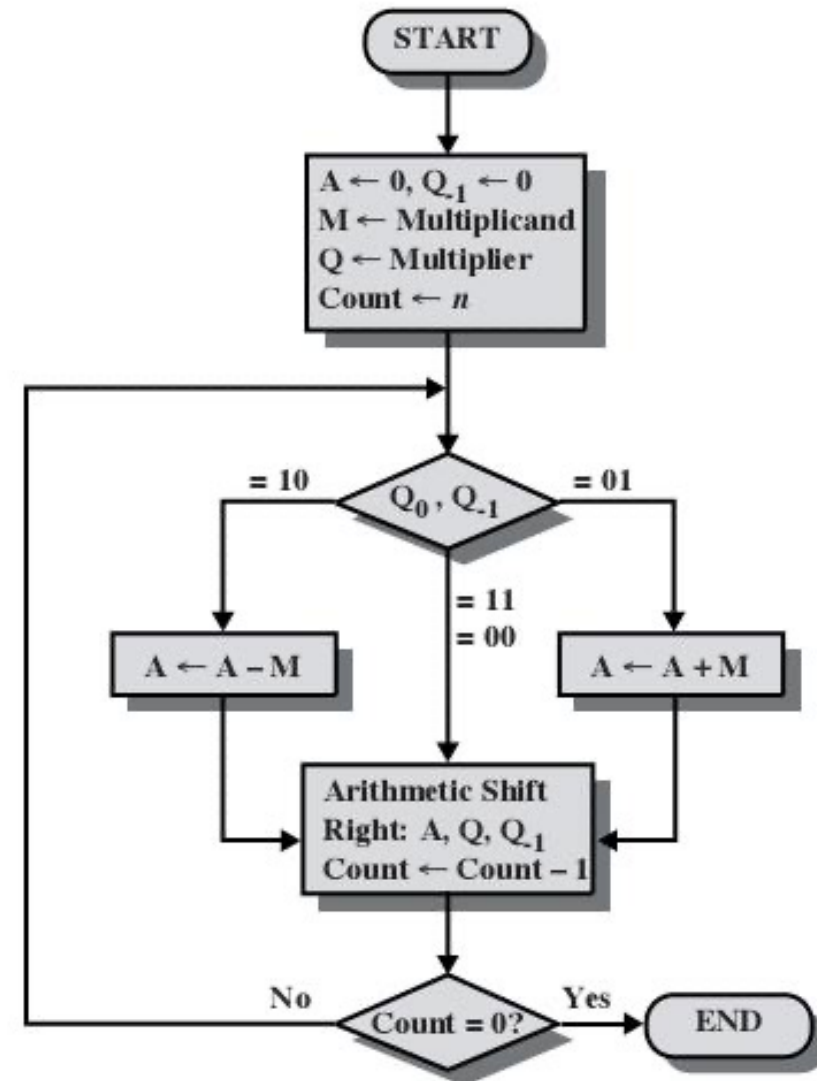 START
A ← 0, Q₋₁ ← 0
M ← Multiplicand
Q ← Multiplier
Count ← n
= 10
Q₀ , Q₋₁
= 01
= 11
= 00
A ← A – M
A ← A + M
Arithmetic Shift
Right: A, Q, Q₋₁
Count ← Count – 1
No
Count = 0?
Yes
END